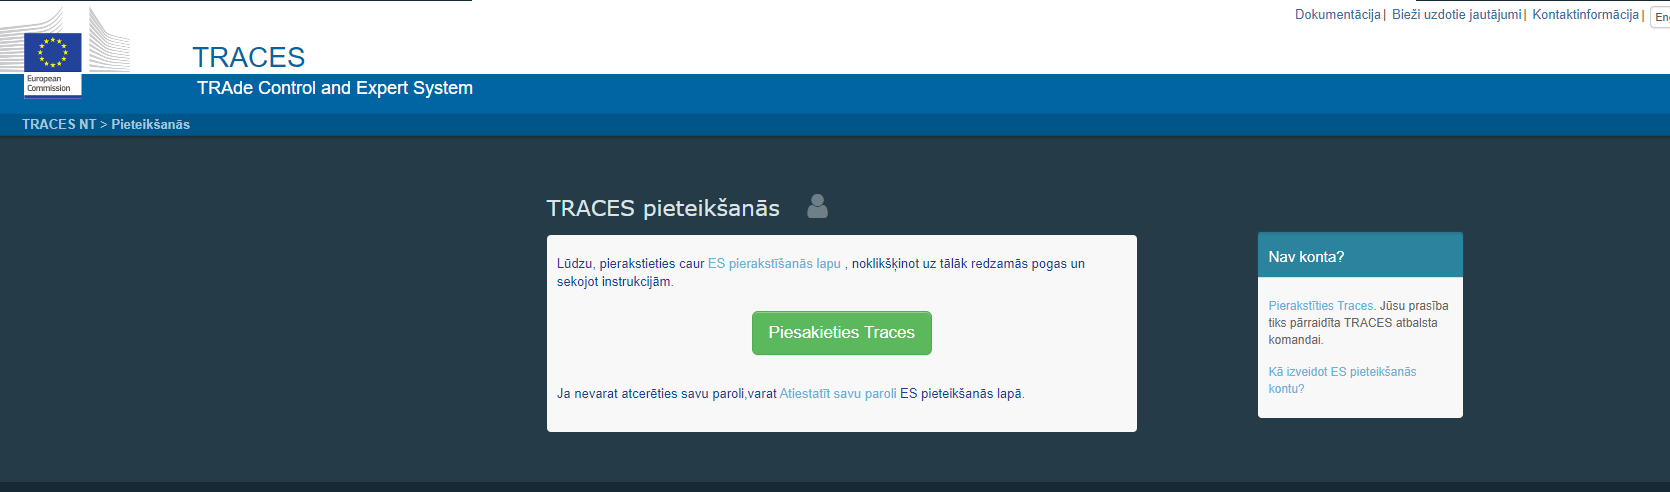 Dokumentācija| Bieži uzdotie jautājumi| Kontaktinformācija|
European
Commission
TRACES
TRAde Control and Expert System
TRACES NT > Pieteikšanās
TRACES pieteikšanās
Lūdzu, pierakstieties caur ES pierakstīšanās lapu , noklikšķinot uz tālāk redzamās pogas un
sekojot instrukcijām.
Piesakieties Traces
Ja nevarat atcerēties savu paroli,varat Atiestatīt savu paroli ES pieteikšanās lapā.
Nav konta?
Pierakstīties Traces. Jūsu prasība
tiks pārraidīta TRACES atbalsta
komandai.
Kā izveidot ES pieteikšanās
kontu?